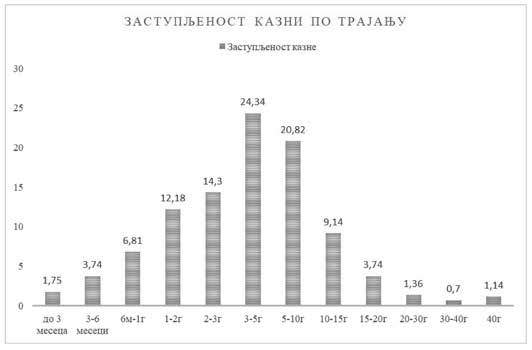 ЗАСТУПЉЕНОСТ КАЗНИ ПО ТРАЈАЊУ
Заступљеност казне
30
25
20
15
10
5
0
1,75
3,74
6,81
12,18
14,3
24,34
20,82
9,14
3,74
1,36
0,7
1,14
до 3 месеца
3-6 месеци
6м-1г
1-2г
2-3г
3-5г
5-10г
10-15г
15-20г
20-30г
30-40г
40г